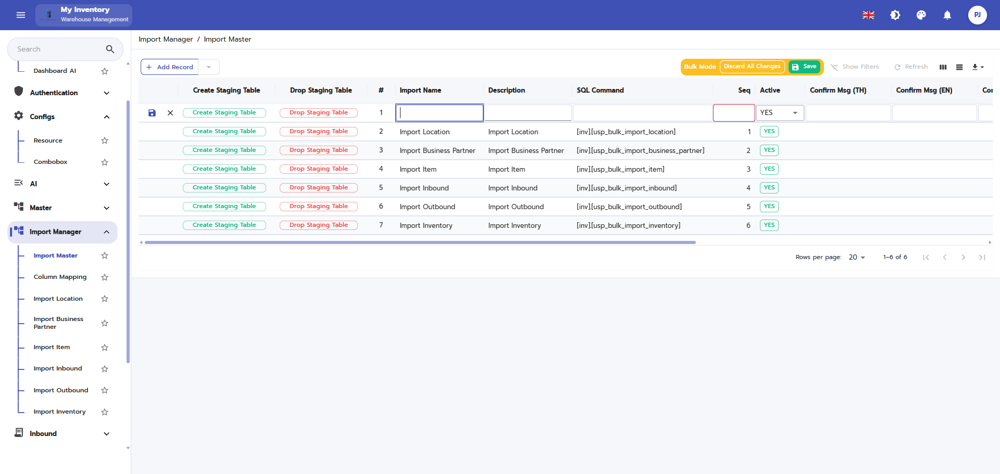 My Inventory
Warehouse Management
PJ
Search
Dashboard AI
Authentication
Configs
Resource
Combobox
AI
Master
Import Manager
Import Master
Column Mapping
Import Location
Import Business
Partner
Import Item
Import Inbound
Import Outbound
Import Inventory
Inbound
Import Manager / Import Master
+ Add Record
Bulk Mode Discard All Changes Save Show Filters Refresh
Create Staging Table Drop Staging Table # Import Name Description SQL Command Seq Active Confirm Msg (TH) Confirm Msg (EN) Cor
Create Staging Table Drop Staging Table 1 YES
Create Staging Table Drop Staging Table 2 Import Location Import Location [inv].[usp_bulk_import_location] 1 YES
Create Staging Table Drop Staging Table 3 Import Business Partner Import Business Partner [inv].[usp_bulk_import_business_partner] 2 YES
Create Staging Table Drop Staging Table 4 Import Item Import Item [inv].[usp_bulk_import_item] 3 YES
Create Staging Table Drop Staging Table 5 Import Inbound Import Inbound [inv].[usp_bulk_import_inbound] 4 YES
Create Staging Table Drop Staging Table 6 Import Outbound Import Outbound [inv].[usp_bulk_import_outbound] 5 YES
Create Staging Table Drop Staging Table 7 Import Inventory Import Inventory [inv].[usp_bulk_import_inventory] 6 YES
Rows per page: 20 1–6 of 6